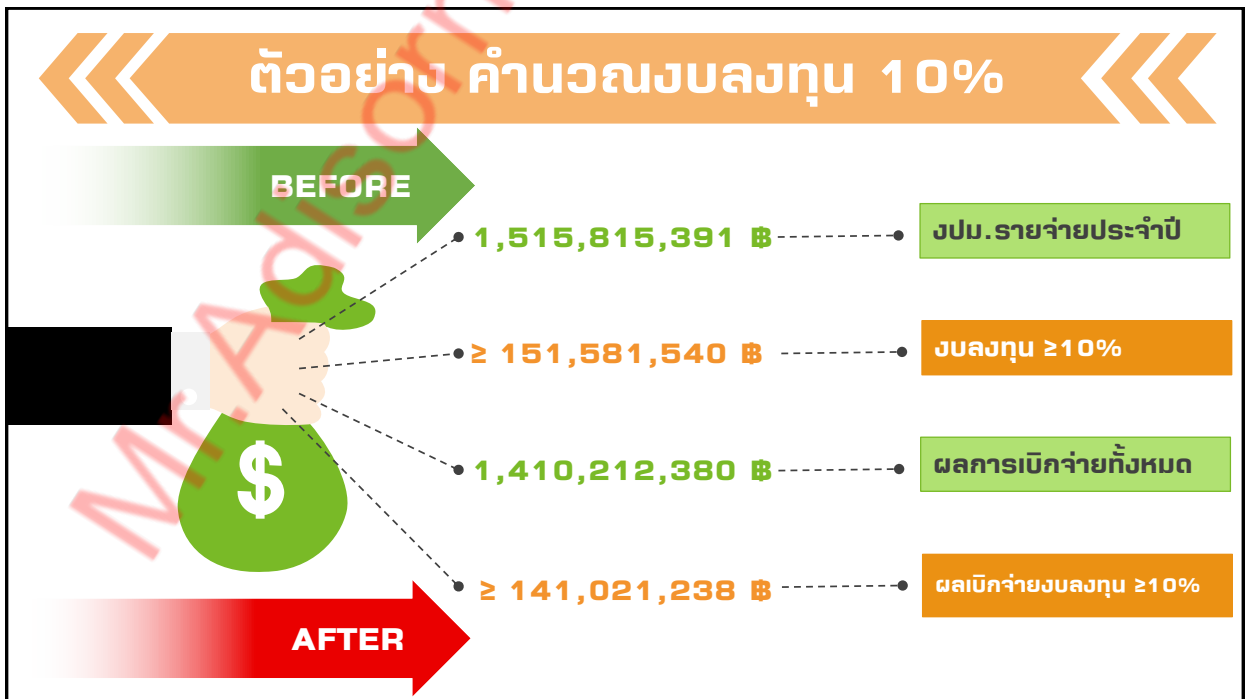 ตัวอย่าง คำนวณงบลงทุน 10%
BEFORE
1,515,815,391 ฿
งปม.รายจ่ายประจำปี
≥ 151,581,540 ฿
งบลงทุน ≥10%
1,410,212,380 ฿
ผลการเบิกจ่ายทั้งหมด
$
≥ 141,021,238 ฿
ผลเบิกจ่ายงบลงทุน ≥10%
AFTER
Mr.Adisorn